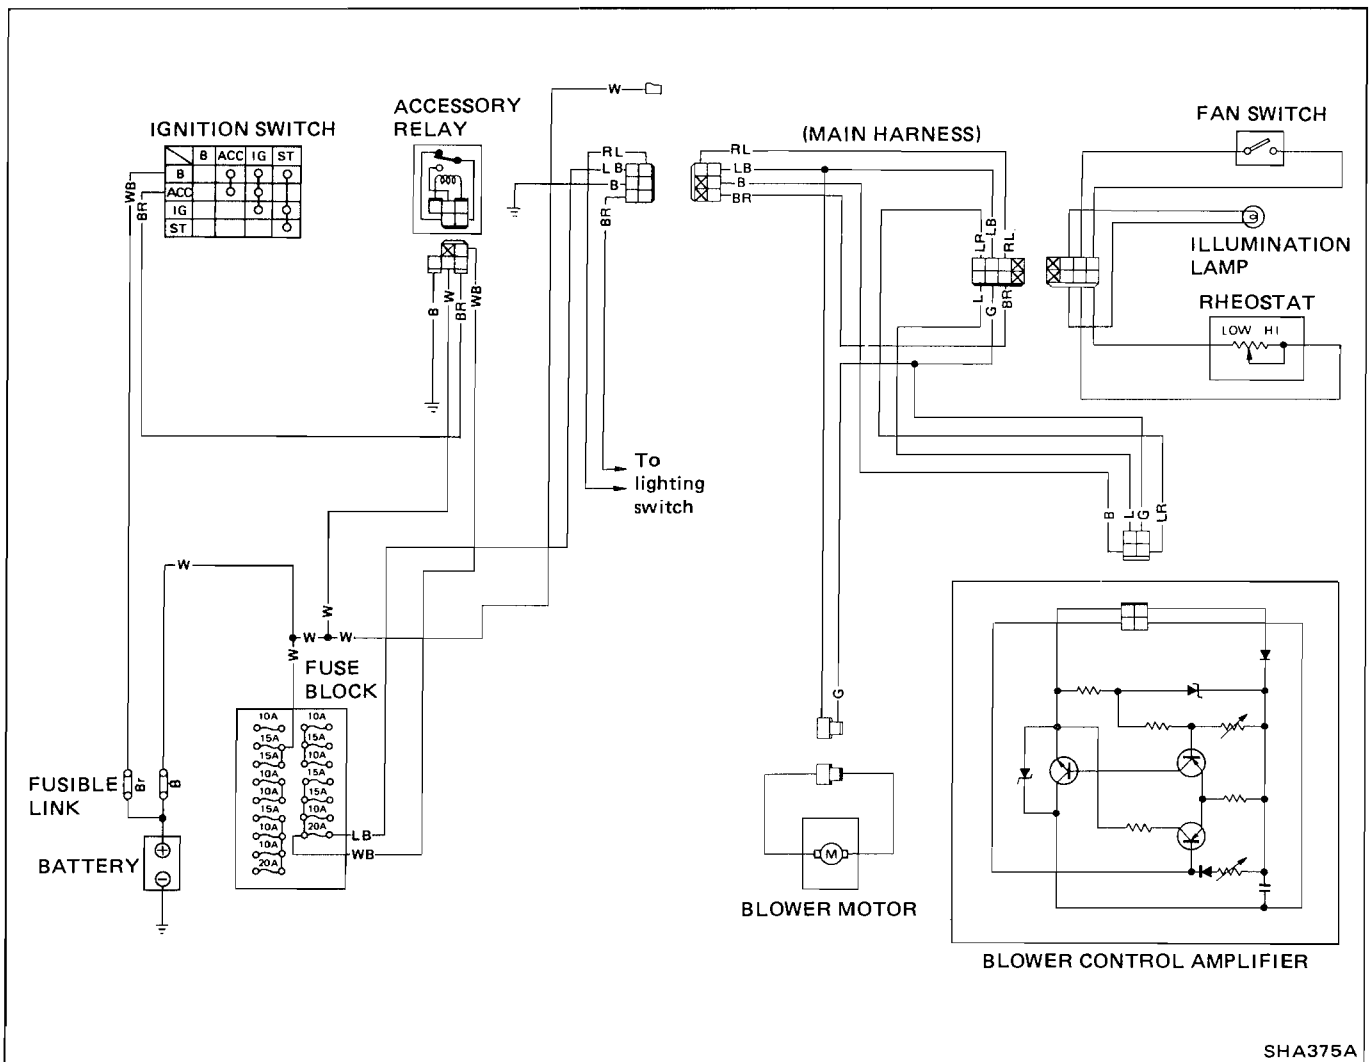 W
ACCESSORY
RELAY
IGNITION SWITCH
B ACC IG ST
B
ACC
IG
ST
WB
BR
B
W
BR
WB
RL
LB
B
BR
(MAIN HARNESS)
RL
LB
B
BR
LR
LB
RL
L
G
BR
FAN SWITCH
ILLUMINATION
LAMP
RHEOSTAT
LOW HI
To
lighting
switch
B
L
G
LR
W
W
W
W
W
FUSE
BLOCK
10A
15A
15A
10A
10A
15A
10A
10A
20A
10A
15A
10A
15A
15A
10A
20A
LB
WB
FUSIBLE
LINK
Br
B
BATTERY
+
−
G
M
BLOWER MOTOR
BLOWER CONTROL AMPLIFIER
SHA375A